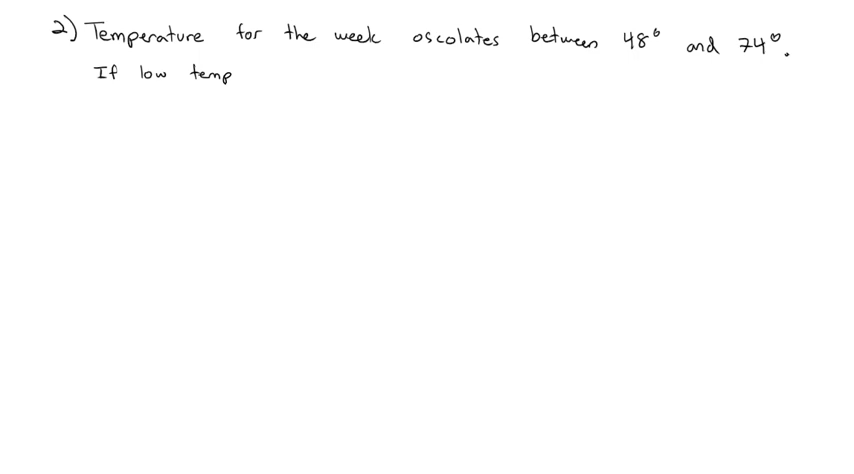 2) Temperature for the week oscolates between 48° and 74°.
If low temp